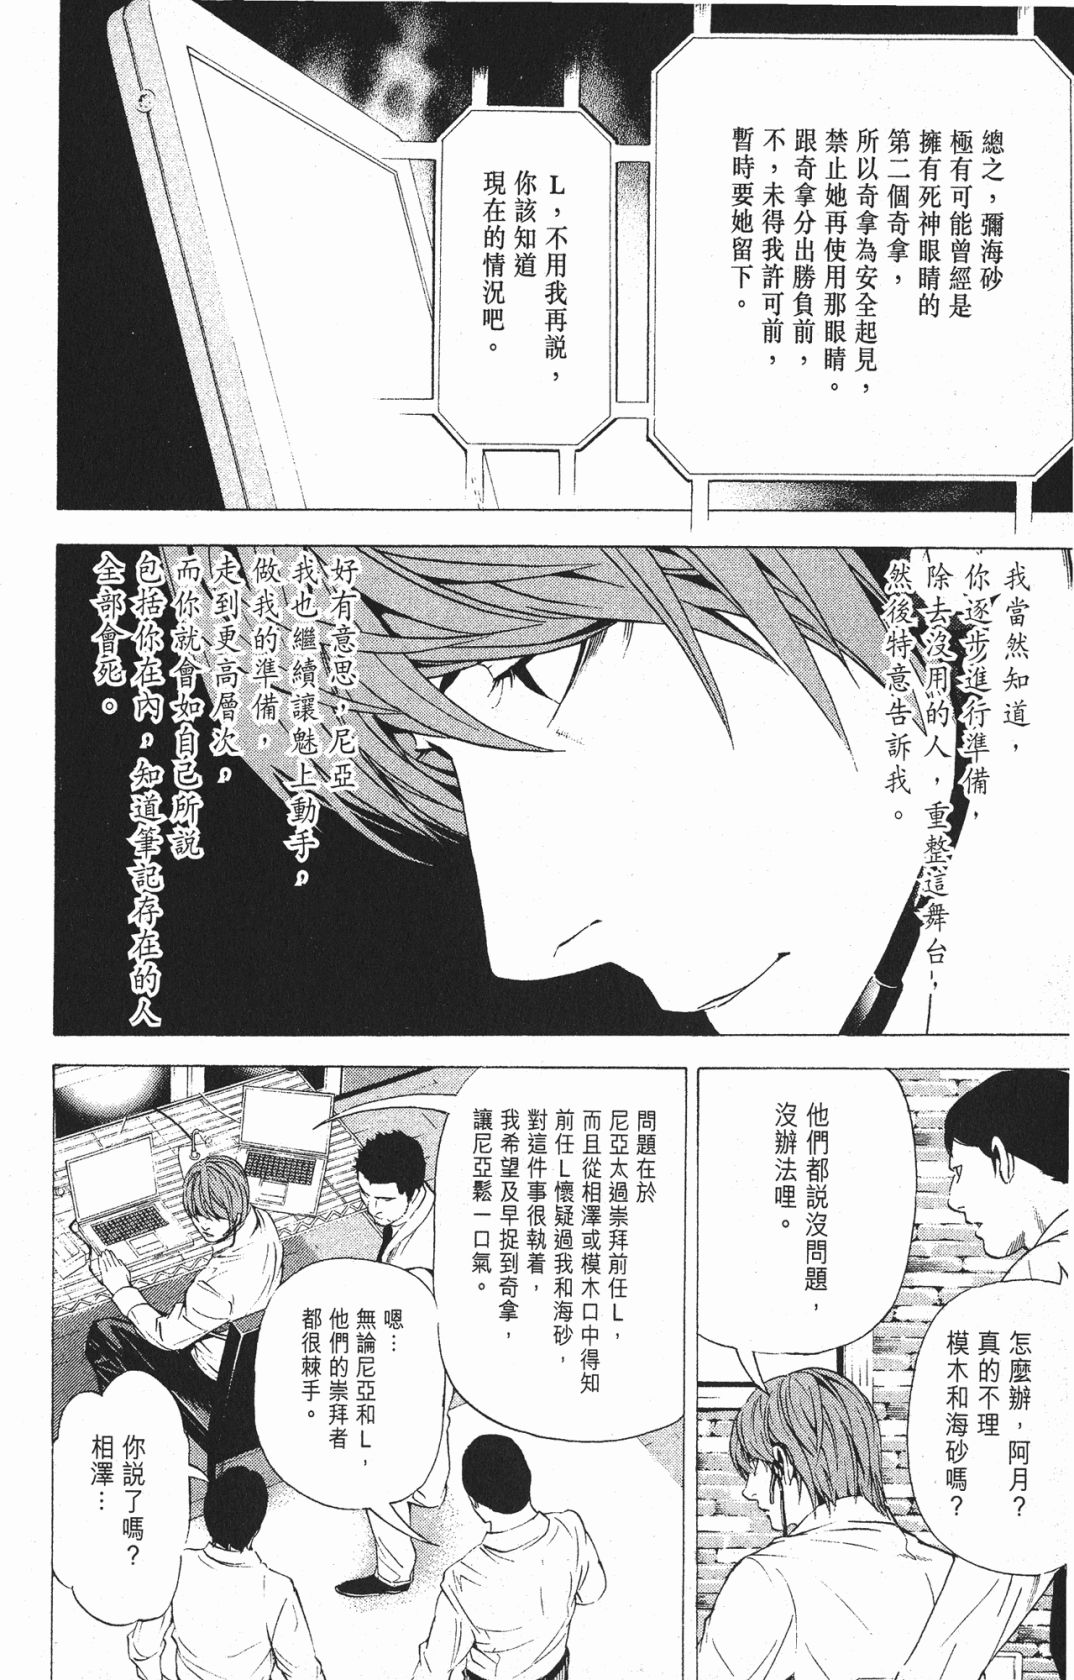 總之，彌海砂
極有可能曾經是
擁有死神眼睛的
第二個奇拿，
所以奇拿為安全起見，
禁止她再使用那眼睛。
跟奇拿分出勝負前，
不，未得我許可前，
暫時要她留下。
L，不用我再説，
你該知道
現在的情況吧。
我當然知道，
你逐步進行準備，
除去沒用的人，重整這舞台，
然後特意告訴我。
好有意思，尼亞
我也繼續讓魅上動手，
做我的準備，
走到更高層次，
而你就會如自己所説
包括你在內，知道筆記存在的人
全部會死。
怎麼辦，阿月？
真的不理
模木和海砂嗎？
他們都説沒問題，
沒辦法哩。
問題在於
尼亞太過崇拜前任L，
而且從相澤或模木口中得知
前任L懷疑過我和海砂，
對這件事很執着，
我希望及早捉到奇拿，
讓尼亞鬆一口氣。
嗯…
無論尼亞和L，
他們的崇拜者
都很棘手。
你説了嗎？
相澤…